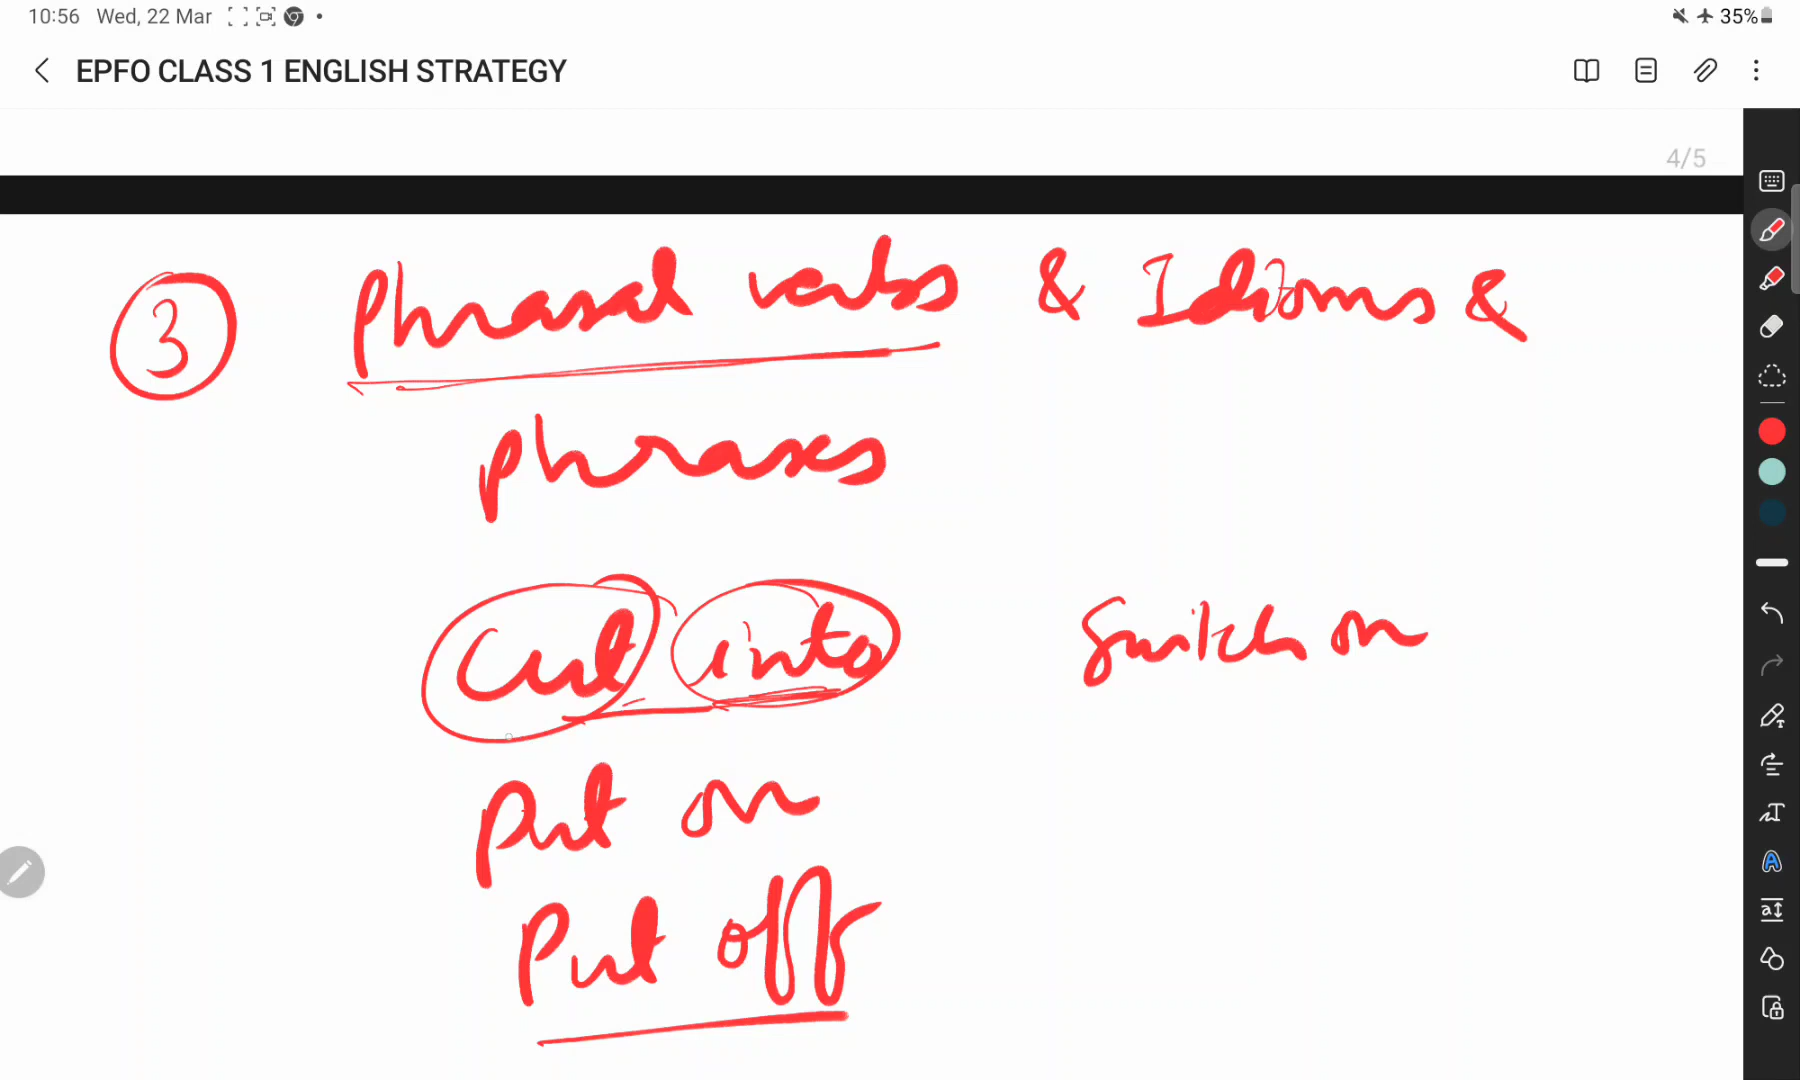 10:56 Wed, 22 Mar 35%
EPFO CLASS 1 ENGLISH STRATEGY
4/5
3 Phrasal verbs & Idioms &
phrases
Cut into Switch on
Put on
Put off